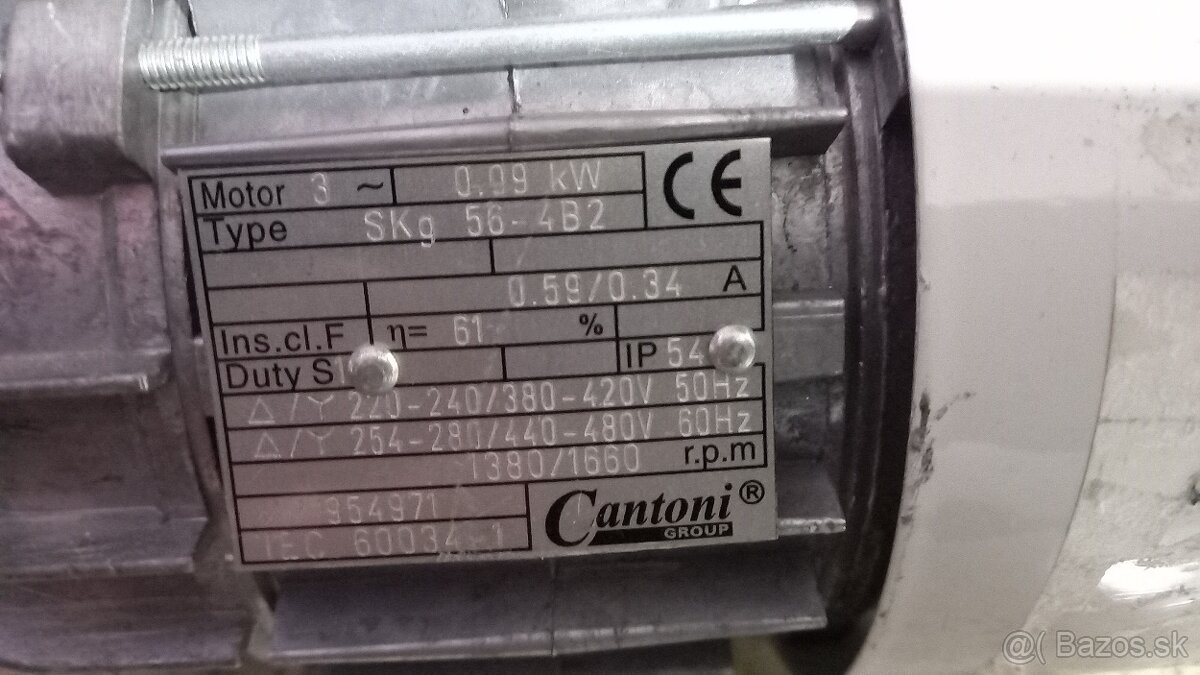 Motor 3 ~ 0.09 kW
CE
Type SKg 56-4B2
0.59/0.34 A
Ins.cl.F η= 61 %
Duty S IP 54
△/Y 220-240/380-420V 50Hz
△/Y 254-280/440-480V 60Hz
1380/1660 r.p.m
954971
IEC 60034-1
Cantoni®
GROUP
@( Bazos.sk